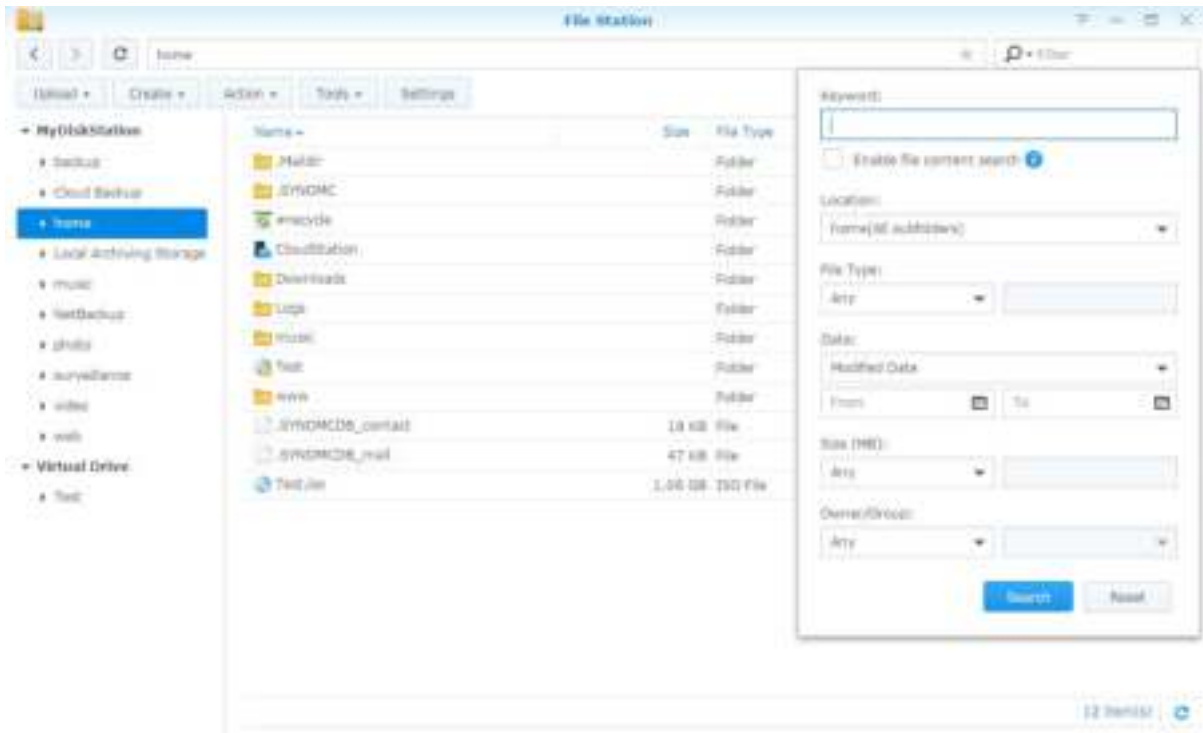 File Station
home
Filter
Upload Create Action Tools Settings
MyDiskStation
backup
Cloud Backup
home
Local Archiving Storage
music
NetBackup
photo
surveillance
video
web
Virtual Drive
Test
Name Size File Type
.Maildir Folder
.SYNOMC Folder
#recycle Folder
CloudStation Folder
Downloads Folder
Logs Folder
music Folder
Test Folder
www Folder
.SYNOMCDB_contact 18 KB File
.SYNOMCDB_mail 47 KB File
Test.iso 1.06 GB ISO File
Keyword:
Enable file content search
Location:
home(All subfolders)
File Type:
Any
Date:
Modified Date
From To
Size (MB):
Any
Owner/Group:
Any
Search Reset
12 item(s)